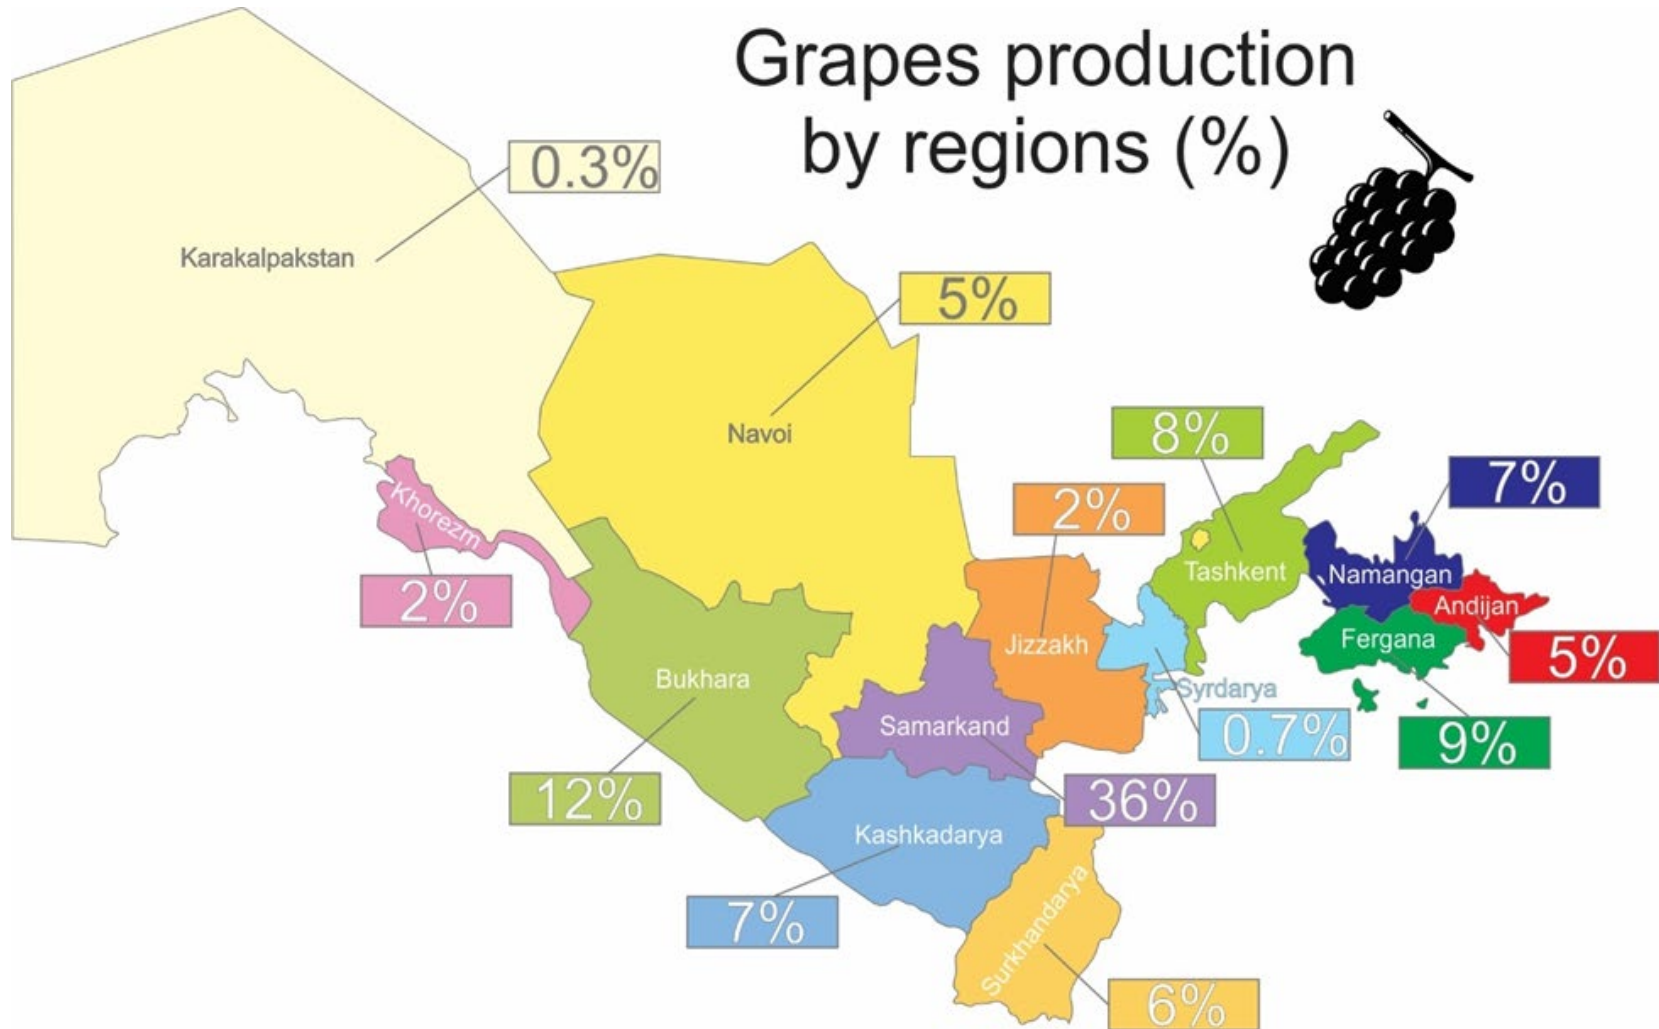 Grapes production
by regions (%)
0.3%
Karakalpakstan
5%
Navoi
8%
7%
2%
Khorezm
Tashkent
Namangan
2%
Andijan
Fergana
Jizzakh
5%
Bukhara
Syrdarya
Samarkand
0.7%
9%
12%
36%
Kashkadarya
7%
Surkhandarya
6%